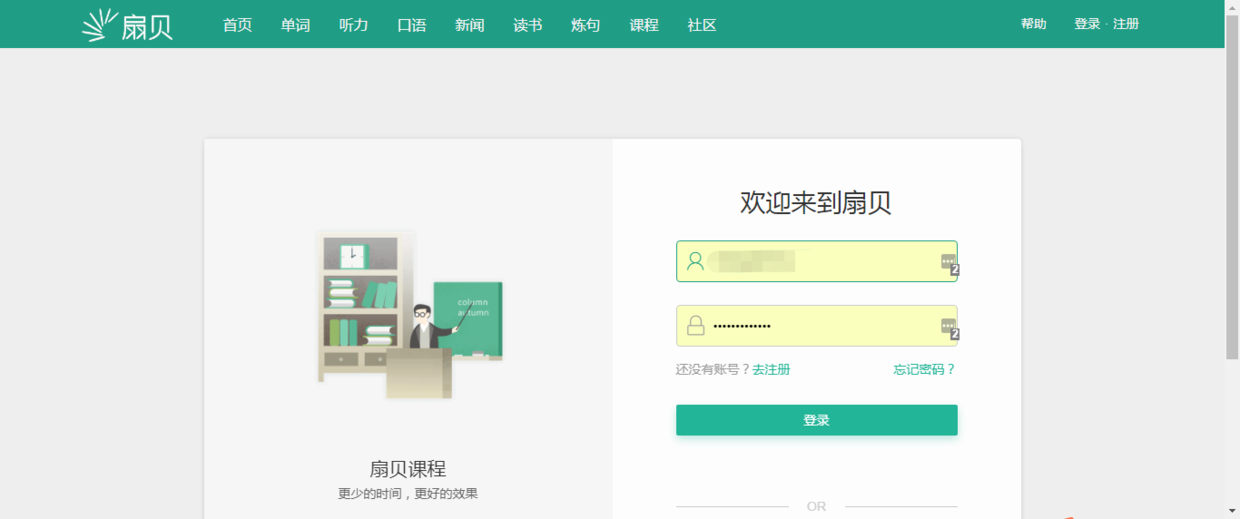 扇贝 首页 单词 听力 口语 新闻 读书 炼句 课程 社区 帮助 登录 · 注册
欢迎来到扇贝
2
•••••••••••••
2
还没有账号？去注册 忘记密码？
登录
OR
column
autumn
扇贝课程
更少的时间，更好的效果